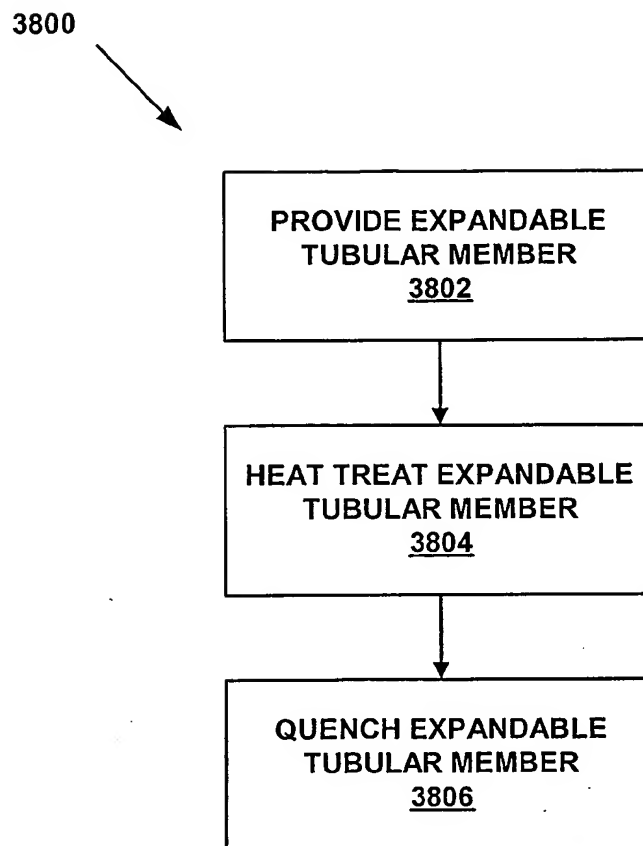 3800
PROVIDE EXPANDABLE
TUBULAR MEMBER
3802
HEAT TREAT EXPANDABLE
TUBULAR MEMBER
3804
QUENCH EXPANDABLE
TUBULAR MEMBER
3806